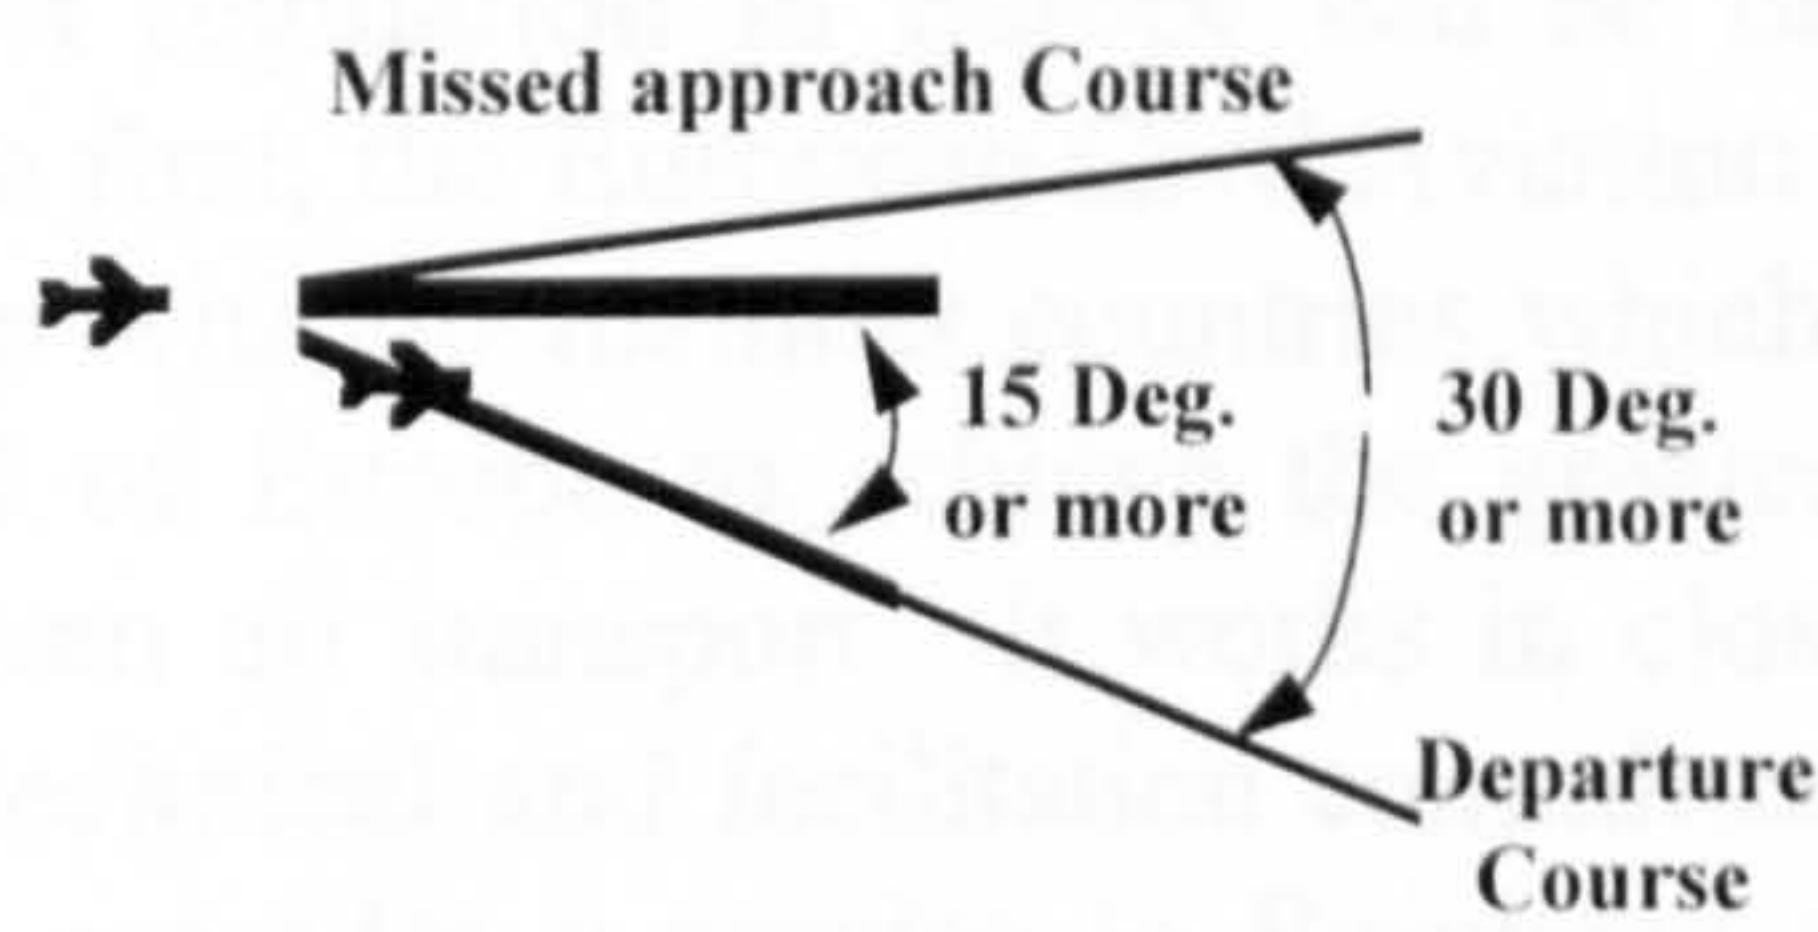 Missed approach Course
15 Deg.
or more
30 Deg.
or more
Departure
Course